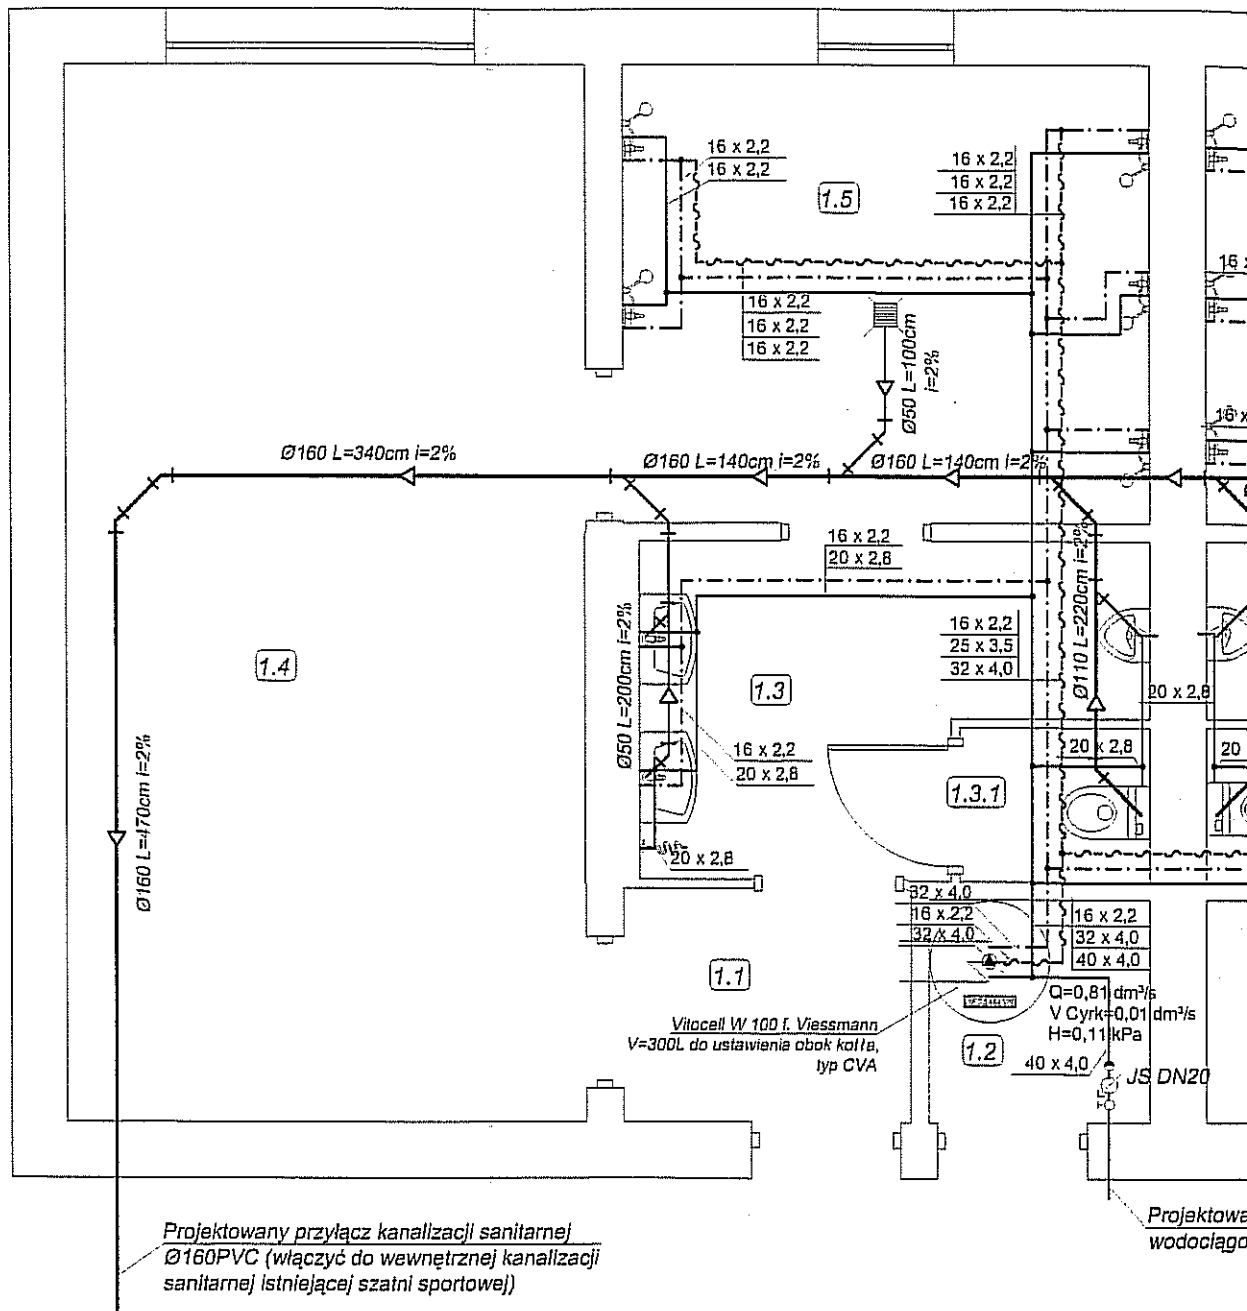 16 x 2,2
16 x 2,2
1.5
16 x 2,2
16 x 2,2
16 x 2,2
16 x
16 x 2,2
16 x 2,2
16 x 2,2
Ø50 L=100cm
i=2%
16 x
Ø160 L=340cm i=2%
Ø160 L=140cm i=2%
Ø160 L=140cm i=2%
16 x 2,2
20 x 2,8
Ø110 L=220cm i=2%
16 x 2,2
25 x 3,5
32 x 4,0
Ø50 L=200cm i=2%
1.4
1.3
20 x 2,8
16 x 2,2
20 x 2,8
20 x 2,8
20
Ø160 L=470cm i=2%
1.3.1
20 x 2,8
32 x 4,0
16 x 2,2
32 x 4,0
16 x 2,2
32 x 4,0
40 x 4,0
1.1
Q=0,81 dm³/s
V Cyrk=0,01 dm³/s
H=0,11 kPa
Vitocell W 100 f. Viessmann
V=300L do ustawienia obok kotła,
typ CVA
1.2
40 x 4,0
JS DN20
Projektowany przyłącz kanalizacji sanitarnej
Ø160PVC (włączyć do wewnętrznej kanalizacji
sanitarnej istniejącej szatni sportowej)
Projektowa
wodociągo